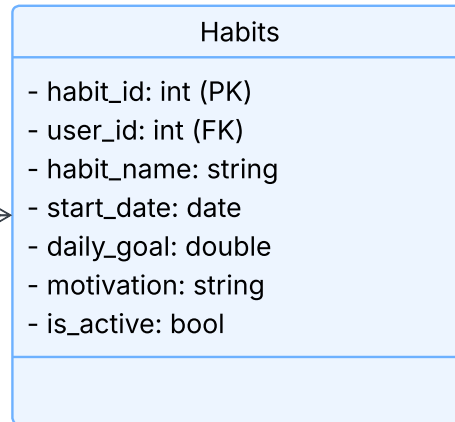 Habits
- habit_id: int (PK)
- user_id: int (FK)
- habit_name: string
- start_date: date
- daily_goal: double
- motivation: string
- is_active: bool